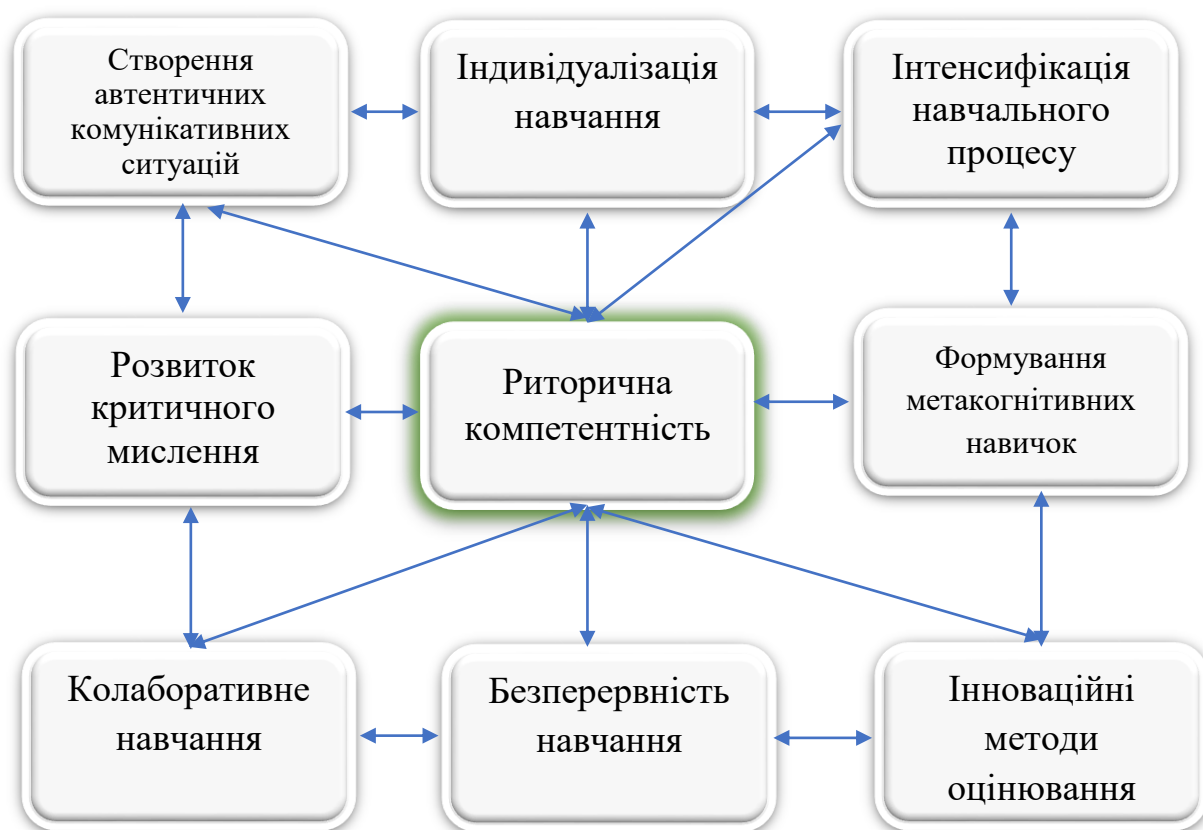 Створення
автентичних
комунікативних
ситуацій
Індивідуалізація
навчання
Інтенсифікація
навчального
процесу
Розвиток
критичного
мислення
Риторична
компетентність
Формування
метакогнітивних
навичок
Колаборативне
навчання
Безперервність
навчання
Інноваційні
методи
оцінювання